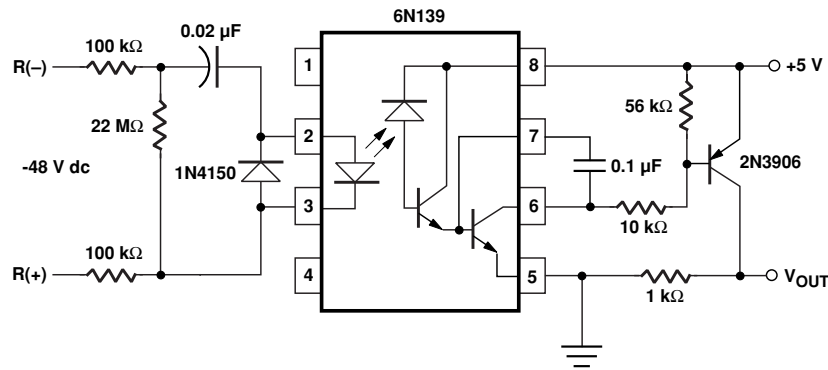 6N139
0.02 µF
100 kΩ
R(–)
1
8
+5 V
56 kΩ
22 MΩ
2
7
-48 V dc
1N4150
0.1 µF
2N3906
3
6
10 kΩ
100 kΩ
R(+)
4
5
1 kΩ
VOUT